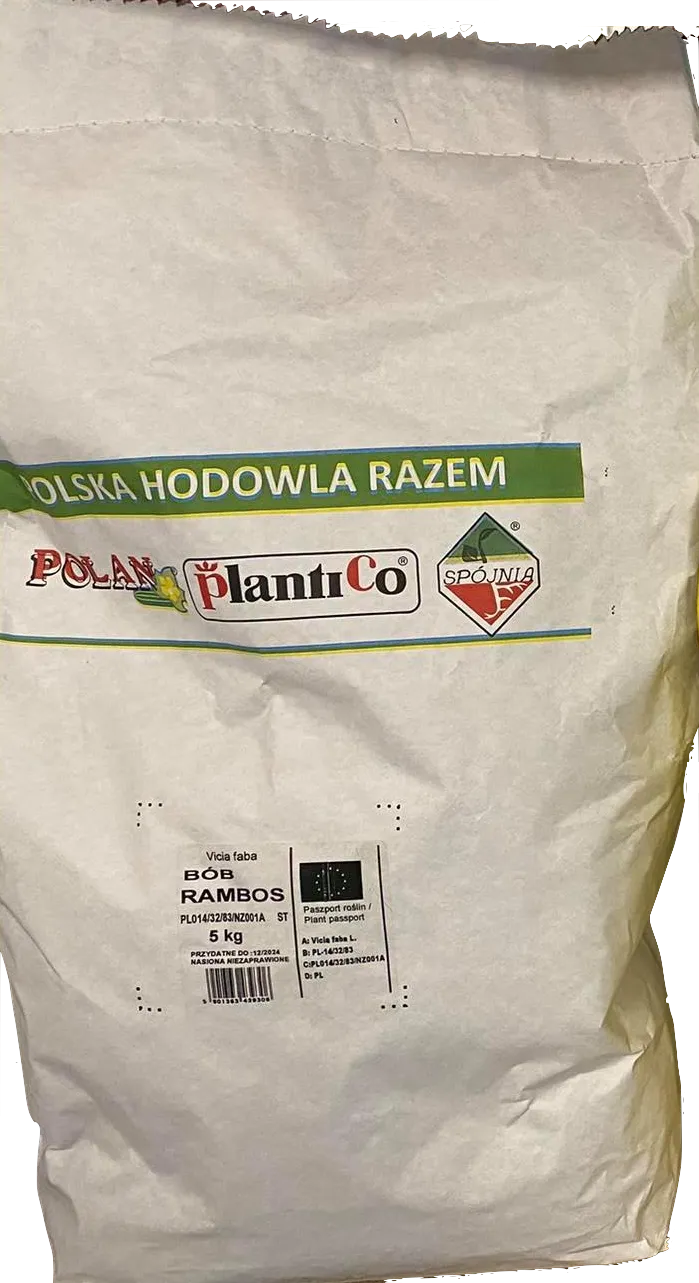 POLSKA HODOWLA RAZEM
POLAN
plantiCo®
SPÓJNIA
®
Vicia faba
BÓB
RAMBOS
PL014/32/83/NZ001A ST
5 kg
PRZYDATNE DO :12/2024
NASIONA NIEZAPRAWIONE
Paszport roślin /
Plant passport
A: Vicia faba L.
B: PL-14/32/83
C:PL014/32/83/NZ001A
D: PL